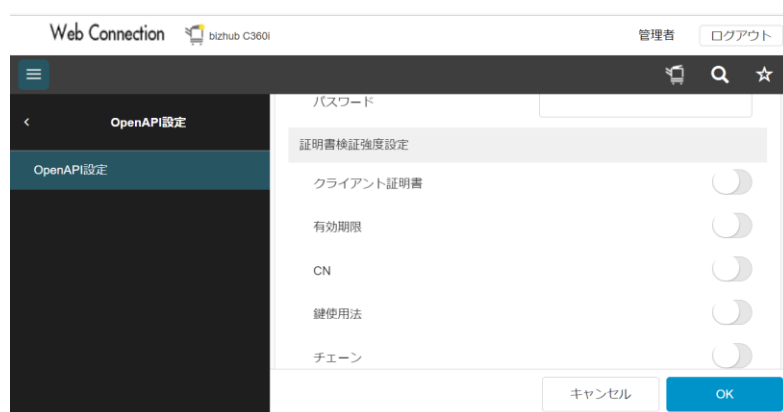 Web Connection bizhub C360i 管理者 ログアウト
パスワード
OpenAPI設定
証明書検証強度設定
OpenAPI設定
クライアント証明書
有効期限
CN
鍵使用法
チェーン
キャンセル OK